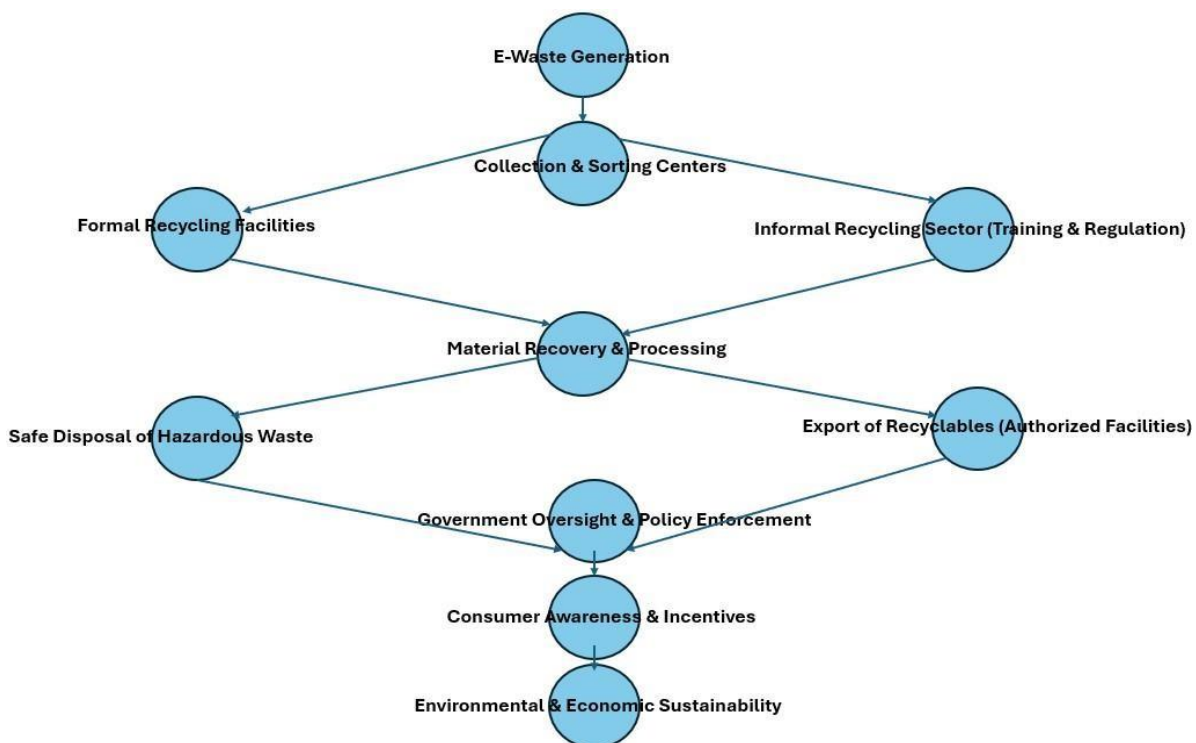 E-Waste Generation
Collection & Sorting Centers
Formal Recycling Facilities
Informal Recycling Sector (Training & Regulation)
Material Recovery & Processing
Safe Disposal of Hazardous Waste
Export of Recyclables (Authorized Facilities)
Government Oversight & Policy Enforcement
Consumer Awareness & Incentives
Environmental & Economic Sustainability